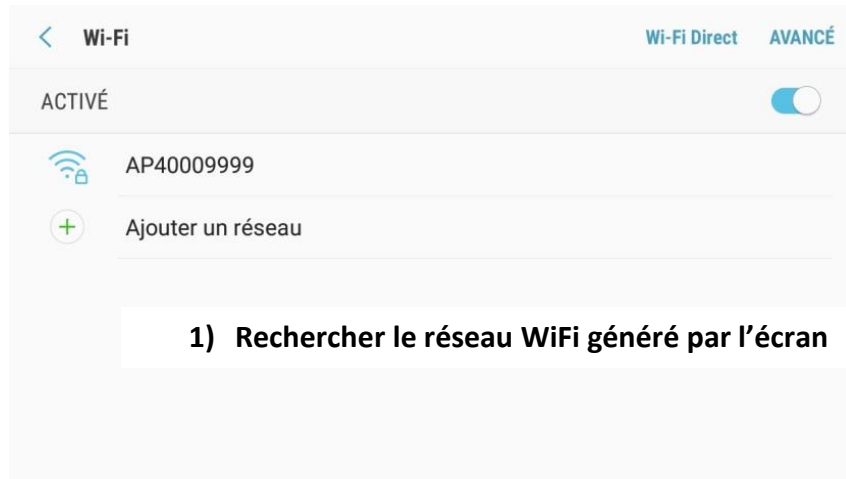 Wi-Fi Wi-Fi Direct AVANCÉ
ACTIVÉ
AP40009999
Ajouter un réseau
1) Rechercher le réseau WiFi généré par l’écran